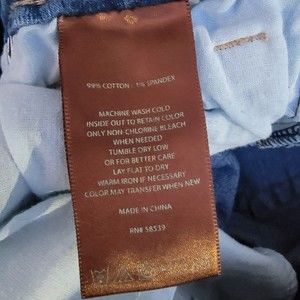 99% COTTON · 1% SPANDEX
MACHINE WASH COLD
INSIDE OUT TO RETAIN COLOR
ONLY NON-CHLORINE BLEACH
WHEN NEEDED
TUMBLE DRY LOW
OR FOR BETTER CARE
LAY FLAT TO DRY
WARM IRON IF NECESSARY
COLOR MAY TRANSFER WHEN NEW
MADE IN CHINA
RN# 58539